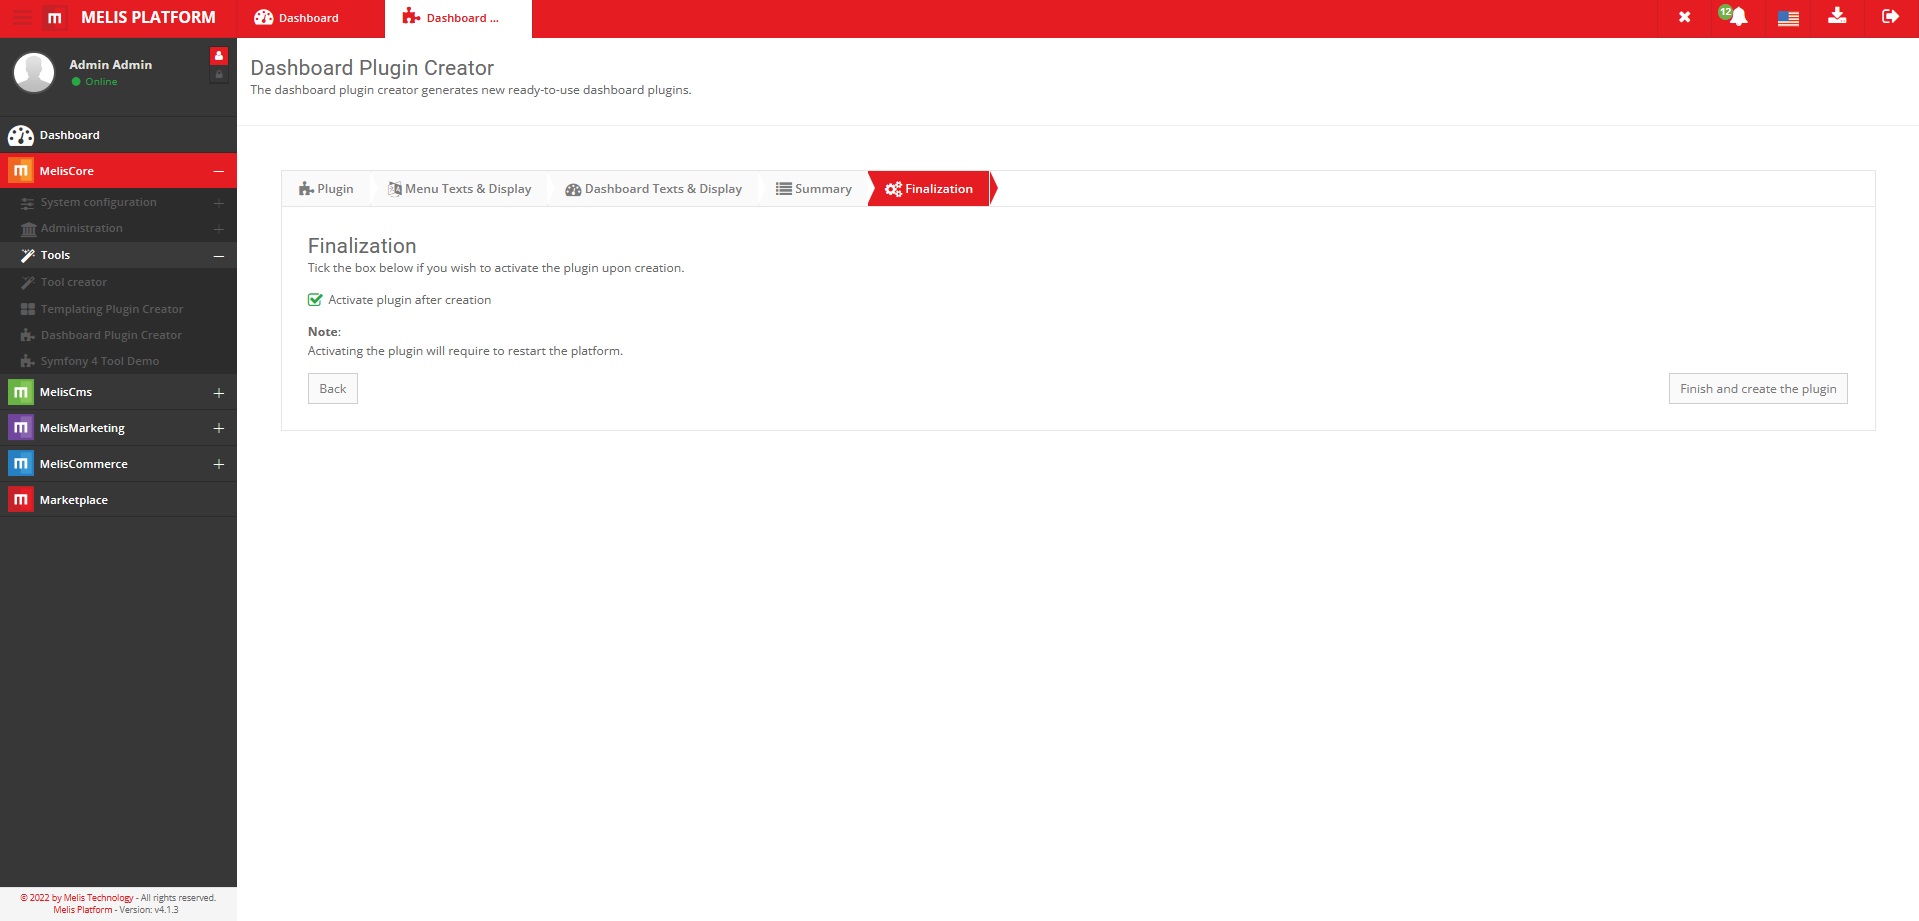 MELIS PLATFORM
Dashboard
Dashboard ...
12
Admin Admin
Online
Dashboard
MelisCore
System configuration
Administration
Tools
Tool creator
Templating Plugin Creator
Dashboard Plugin Creator
Symfony 4 Tool Demo
MelisCms
MelisMarketing
MelisCommerce
Marketplace
© 2022 by Melis Technology - All rights reserved.
Melis Platform - Version: v4.1.3
Dashboard Plugin Creator
The dashboard plugin creator generates new ready-to-use dashboard plugins.
Plugin
Menu Texts & Display
Dashboard Texts & Display
Summary
Finalization
Finalization
Tick the box below if you wish to activate the plugin upon creation.
Activate plugin after creation
Note:
Activating the plugin will require to restart the platform.
Back
Finish and create the plugin